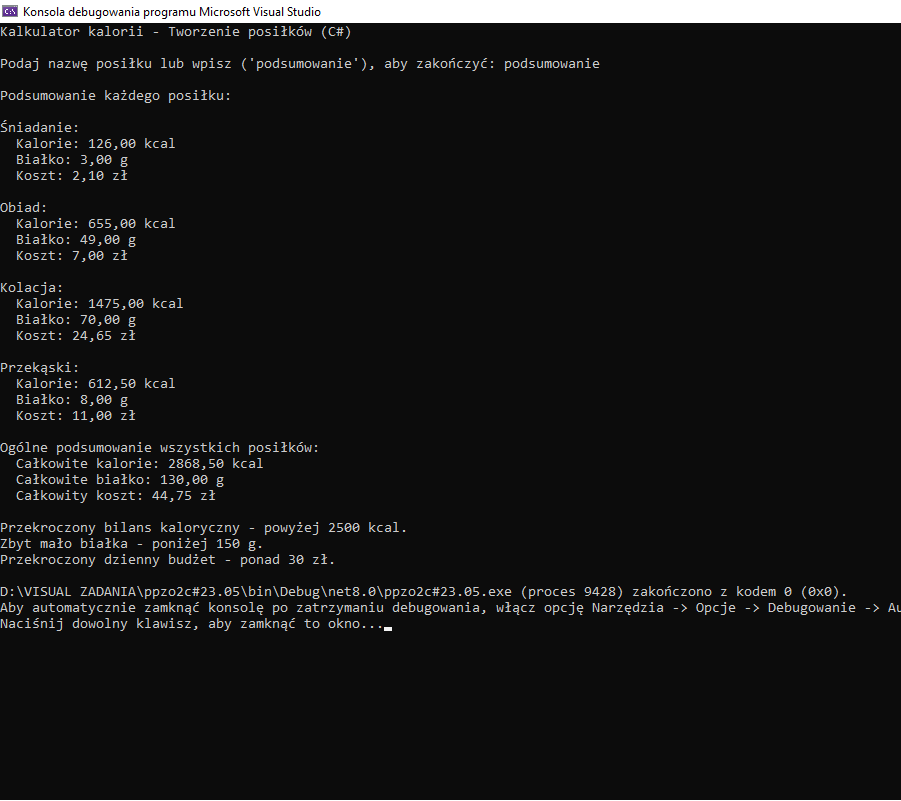 Konsola debugowania programu Microsoft Visual Studio
Kalkulator kalorii - Tworzenie posiłków (C#)
Podaj nazwę posiłku lub wpisz ('podsumowanie'), aby zakończyć: podsumowanie
Podsumowanie każdego posiłku:
Śniadanie:
Kalorie: 126,00 kcal
Białko: 3,00 g
Koszt: 2,10 zł
Obiad:
Kalorie: 655,00 kcal
Białko: 49,00 g
Koszt: 7,00 zł
Kolacja:
Kalorie: 1475,00 kcal
Białko: 70,00 g
Koszt: 24,65 zł
Przekąski:
Kalorie: 612,50 kcal
Białko: 8,00 g
Koszt: 11,00 zł
Ogólne podsumowanie wszystkich posiłków:
Całkowite kalorie: 2868,50 kcal
Całkowite białko: 130,00 g
Całkowity koszt: 44,75 zł
Przekroczony bilans kaloryczny - powyżej 2500 kcal.
Zbyt mało białka - poniżej 150 g.
Przekroczony dzienny budżet - ponad 30 zł.
D:\VISUAL ZADANIA\ppzo2c#23.05\bin\Debug\net8.0\ppzo2c#23.05.exe (proces 9428) zakończono z kodem 0 (0x0).
Aby automatycznie zamknąć konsolę po zatrzymaniu debugowania, włącz opcję Narzędzia -> Opcje -> Debugowanie -> Au
Naciśnij dowolny klawisz, aby zamknąć to okno...